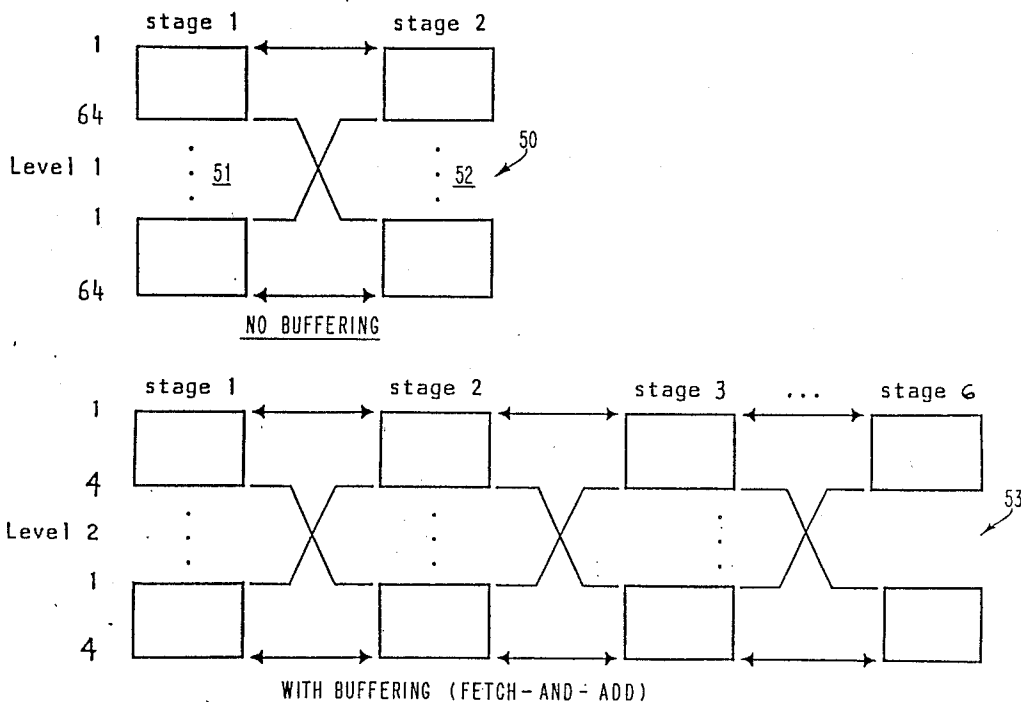 stage 1 stage 2
1
64
Level 1
51
52
50
1
64
NO BUFFERING
stage 1 stage 2 stage 3 ... stage 6
1
4
Level 2
53
1
4
WITH BUFFERING (FETCH-AND-ADD)